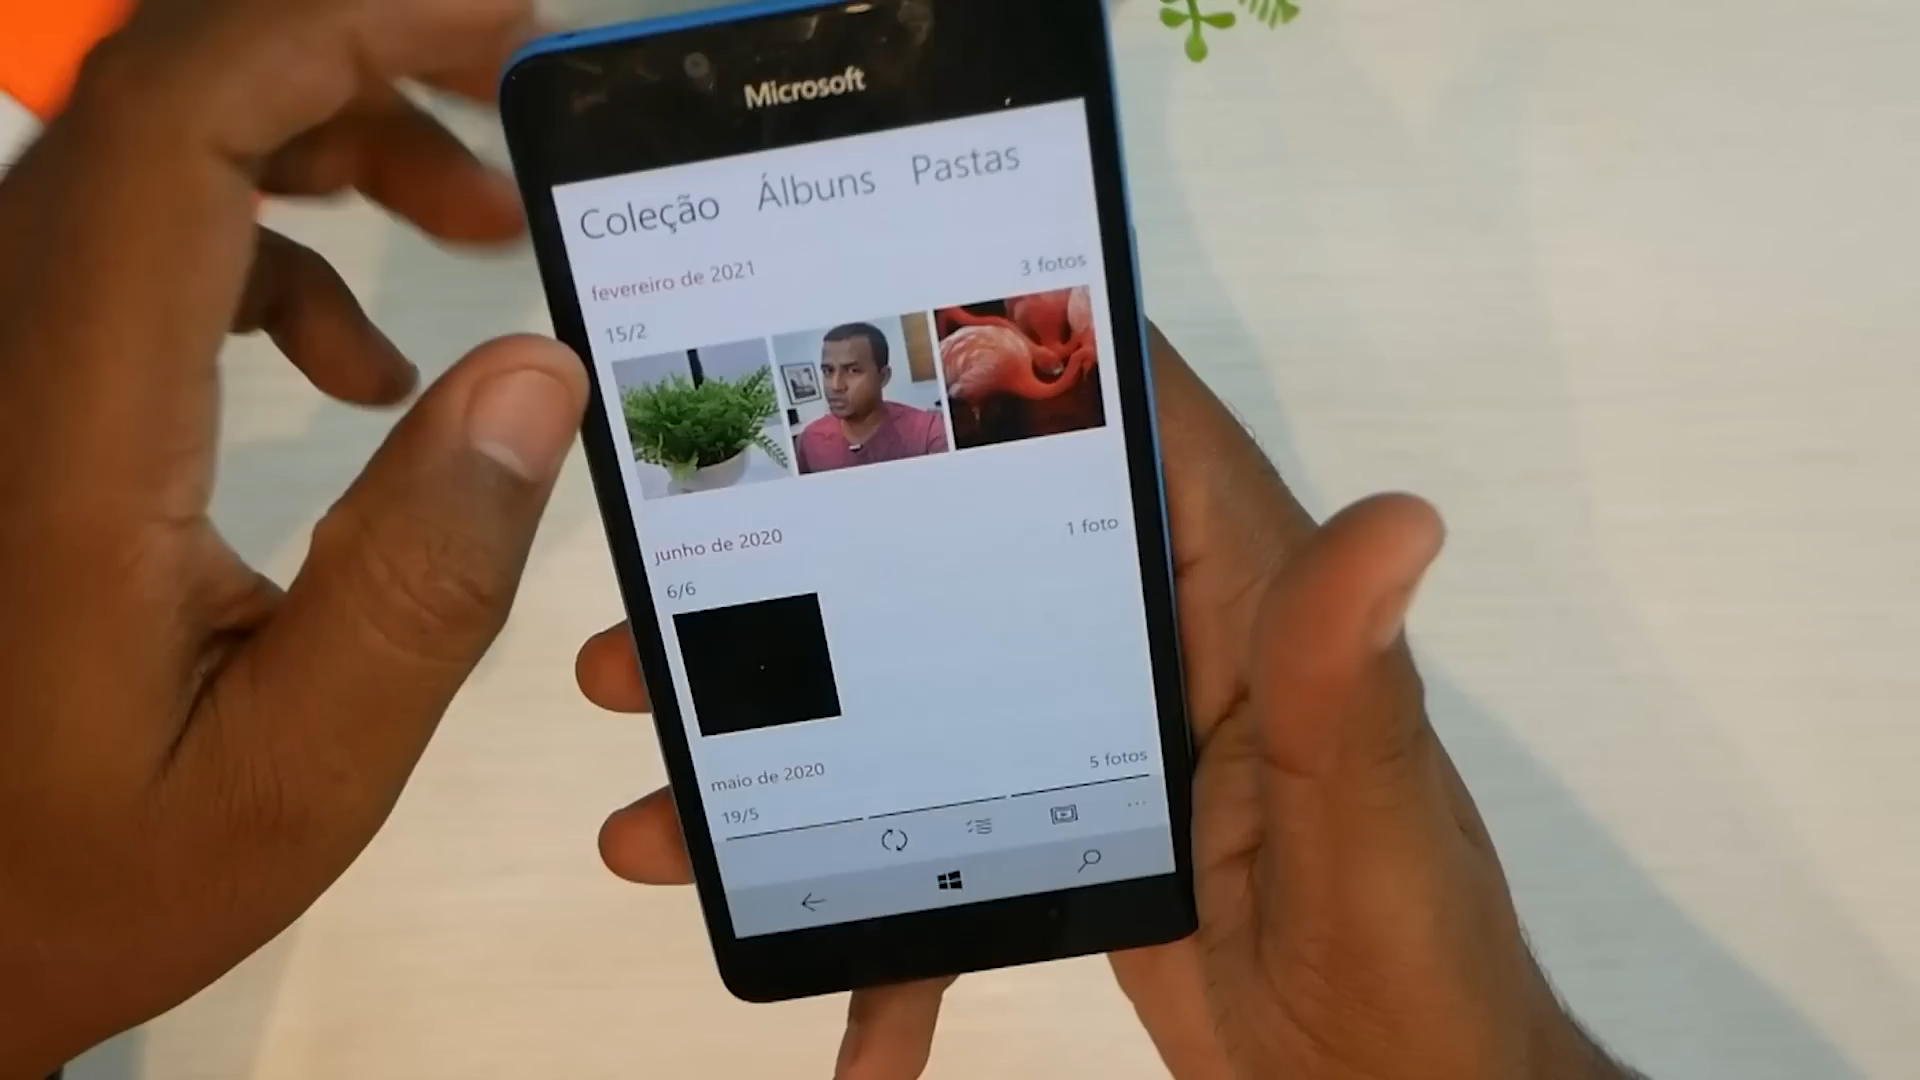 Microsoft
Coleção Álbuns Pastas
fevereiro de 2021 3 fotos
15/2
junho de 2020 1 foto
6/6
maio de 2020 5 fotos
19/5